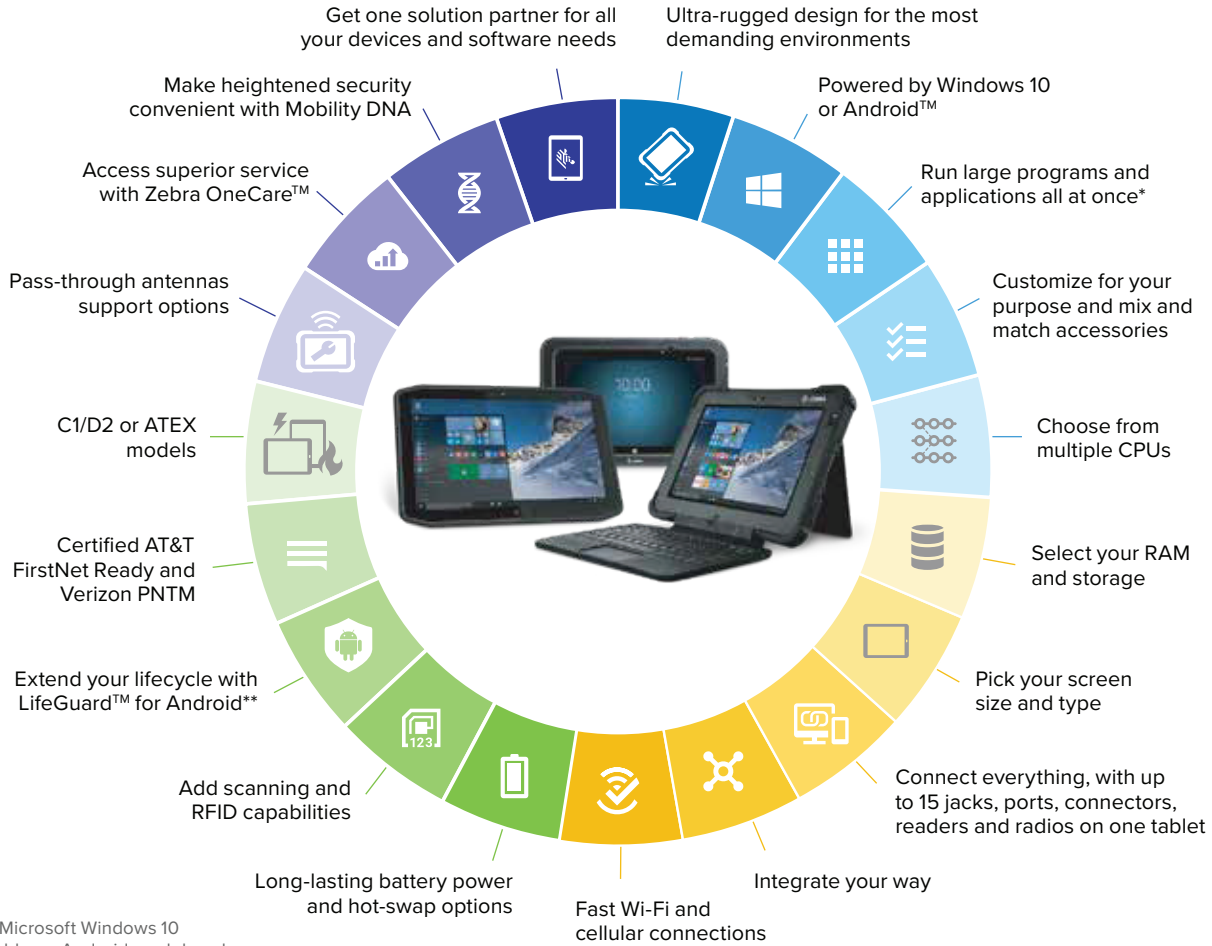 Get one solution partner for all
your devices and software needs
Ultra-rugged design for the most
demanding environments
Make heightened security
convenient with Mobility DNA
Powered by Windows 10
or Android™
Access superior service
with Zebra OneCare™
Run large programs and
applications all at once*
Pass-through antennas
support options
Customize for your
purpose and mix and
match accessories
C1/D2 or ATEX
models
Choose from
multiple CPUs
Certified AT&T
FirstNet Ready and
Verizon PNTM
Select your RAM
and storage
Extend your lifecycle with
LifeGuard™ for Android**
Pick your screen
size and type
123
Add scanning and
RFID capabilities
Connect everything, with up
to 15 jacks, ports, connectors,
readers and radios on one tablet
Long-lasting battery power
and hot-swap options
Integrate your way
Fast Wi-Fi and
cellular connections
Microsoft Windows 10